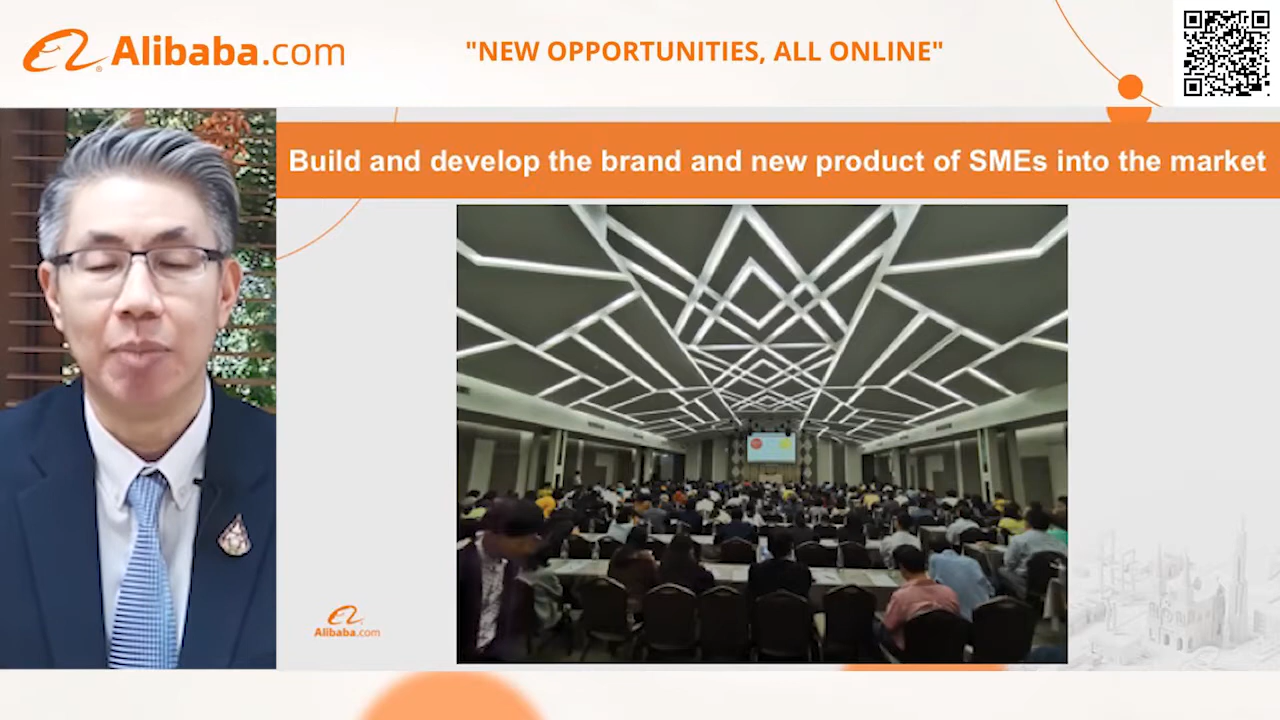 Alibaba.com
"NEW OPPORTUNITIES, ALL ONLINE"
Build and develop the brand and new product of SMEs into the market
Alibaba.com